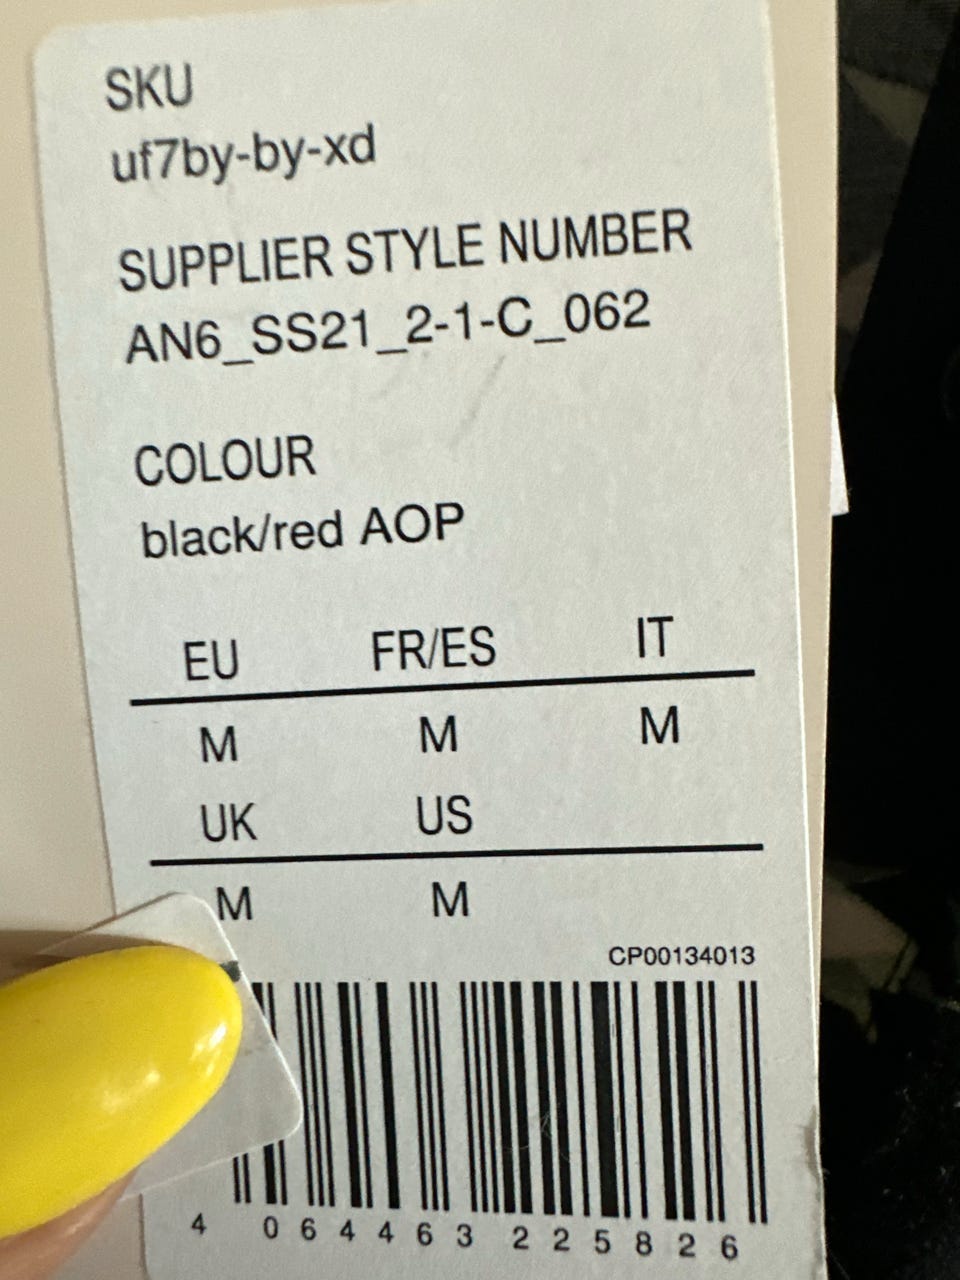 SKU
uf7by-by-xd
SUPPLIER STYLE NUMBER
AN6_SS21_2-1-C_062
COLOUR
black/red AOP
EU FR/ES IT
M M M
UK US
M M
CP00134013
4 064463 225826